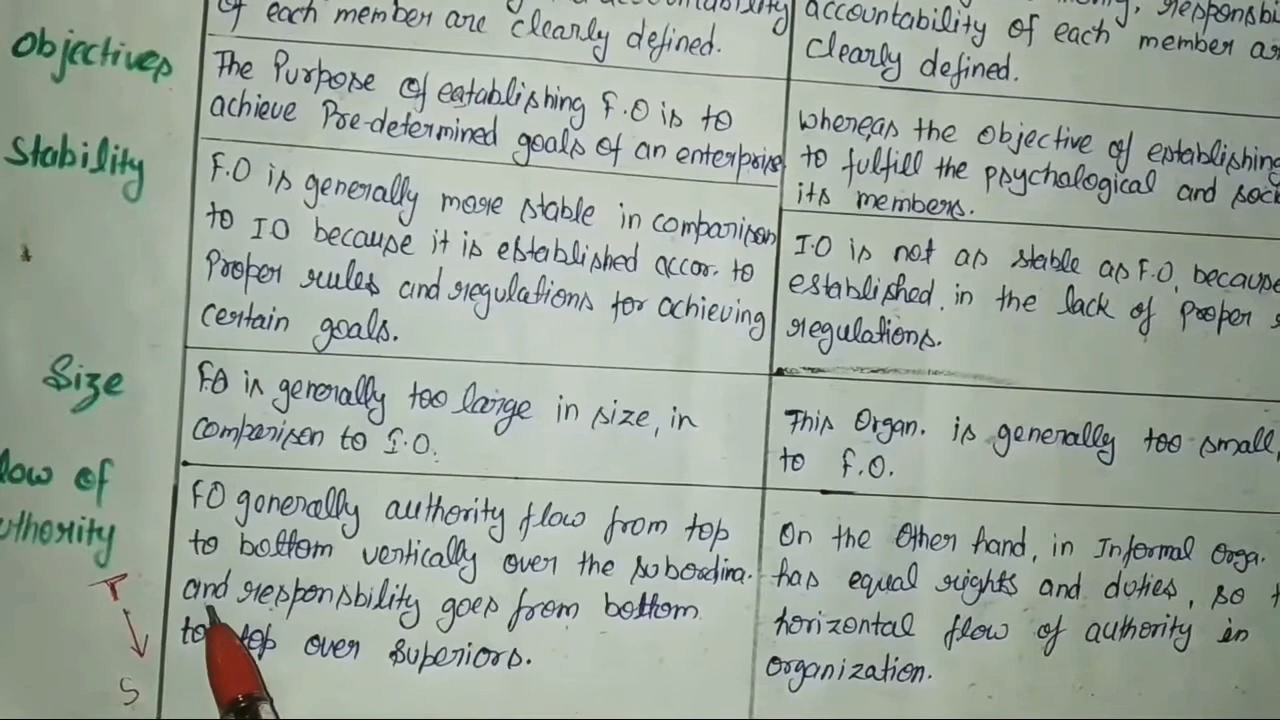 of each member are clearly defined.
accountability of each member ar
clearly defined.
Objectives
The Purpose of eatablishing F.O is to
achieve Pre-determined goals of an enterprise
whereas the Objective of establishing
to fulfill the psychological and soci
its members.
Stability
F.O is generally more stable in comparison
to IO because it is established accor. to
Proper rules and regulations for achieving
certain goals.
I.O is not as stable as F.O, because
established, in the lack of proper
regulations.
Size
FO is generally too large in size, in
comparison to I.O.
This Organ. is generally too small,
to F.O.
low of
uthority
FO generally authority flow from top
to bottom vertically over the subordina.
and responsbility goes from bottom
to top over Superiors.
On the Other hand, in Informal Orga.
has equal rights and duties, so t
horizontal flow of authority in
organization.
T
S